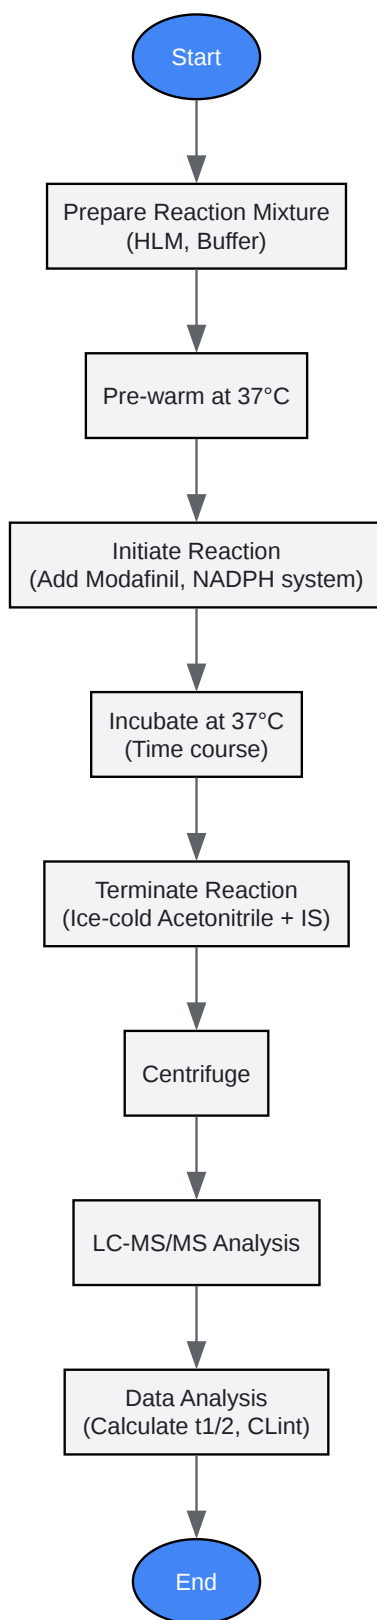 Start
Prepare Reaction Mixture
(HLM, Buffer)
Pre-warm at 37°C
Initiate Reaction
(Add Modafinil, NADPH system)
Incubate at 37°C
(Time course)
Terminate Reaction
(Ice-cold Acetonitrile + IS)
Centrifuge
LC-MS/MS Analysis
Data Analysis
(Calculate t1/2, CLint)
End